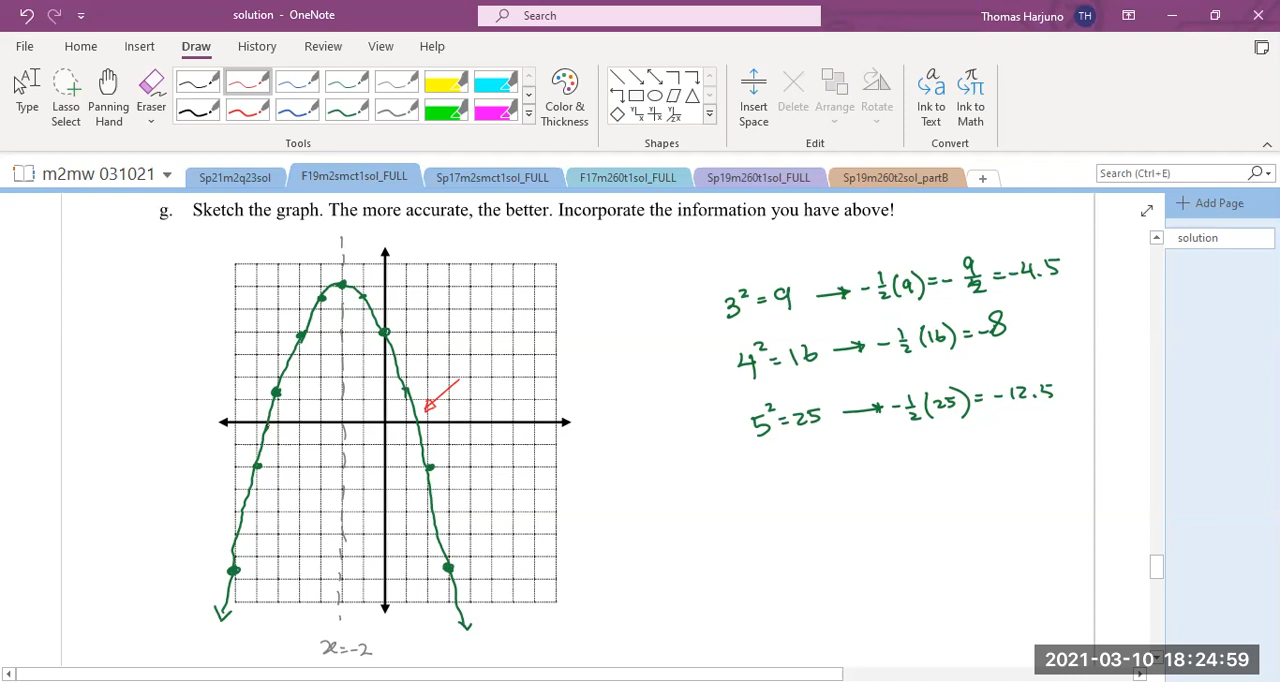 solution - OneNote
Search
Thomas Harjuno TH
File Home Insert Draw History Review View Help
Type
Lasso Select
Panning Hand
Eraser
Color & Thickness
Insert Space
Delete
Arrange
Rotate
Ink to Text
Ink to Math
Tools
Shapes
Edit
Convert
m2mw 031021
Sp21m2q23sol
F19m2smct1sol_FULL
Sp17m2smct1sol_FULL
F17m260t1sol_FULL
Sp19m260t1sol_FULL
Sp19m260t2sol_partB
Search (Ctrl+E)
Add Page
solution
g. Sketch the graph. The more accurate, the better. Incorporate the information you have above!
3² = 9 → -1/2(9) = -9/2 = -4.5
4² = 16 → -1/2(16) = -8
5² = 25 → -1/2(25) = -12.5
x=-2
2021-03-10 18:24:59